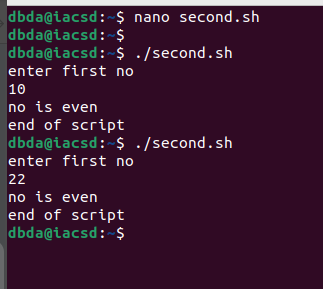 dbda@iacsd:~$ nano second.sh
dbda@iacsd:~$
dbda@iacsd:~$ ./second.sh
enter first no
10
no is even
end of script
dbda@iacsd:~$ ./second.sh
enter first no
22
no is even
end of script
dbda@iacsd:~$